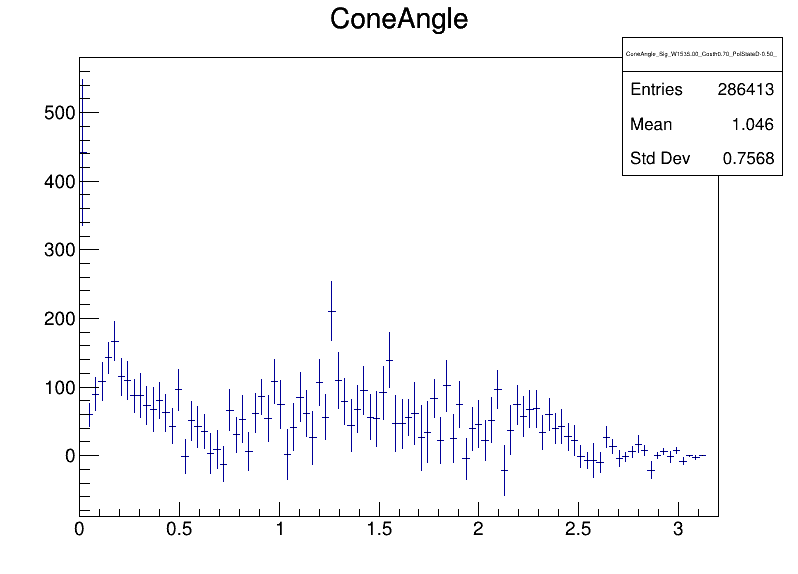 ConeAngle
ConeAngle_Sig_W1535.00_Costh0.70_PolStateD-0.50_
Entries 286413
Mean 1.046
Std Dev 0.7568
500
400
300
200
100
0
0 0.5 1 1.5 2 2.5 3